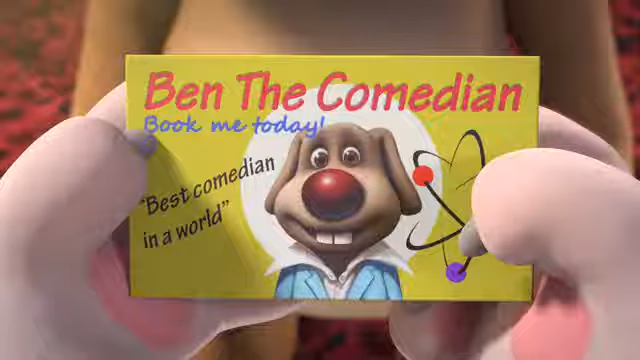 Ben The Comedian
Book me today!
"Best comedian
in a world"